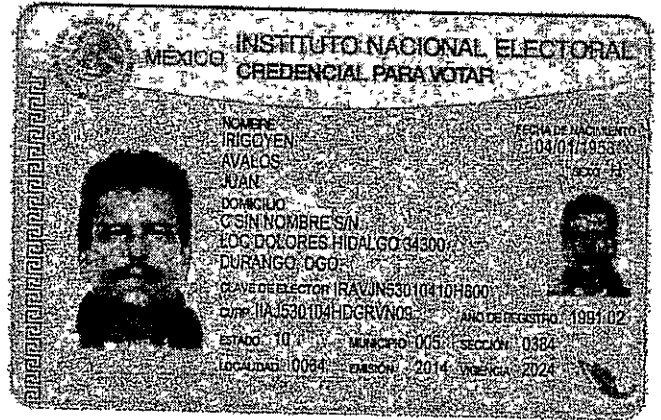 MÉXICO INSTITUTO NACIONAL ELECTORAL
CREDENCIAL PARA VOTAR
NOMBRE
IRIGOYEN
AVALOS
JUAN
FECHA DE NACIMIENTO
04/01/1953
SEXO H
DOMICILIO
C SIN NOMBRE S/N
LOC DOLORES HIDALGO 34300
DURANGO, DGO.
CLAVE DE ELECTOR IRAVJN53010410H600
CURP IIAJ530104HDGRVN09 AÑO DE REGISTRO 1991 02
ESTADO 10 MUNICIPIO 005 SECCIÓN 0384
LOCALIDAD 0064 EMISIÓN 2014 VIGENCIA 2024